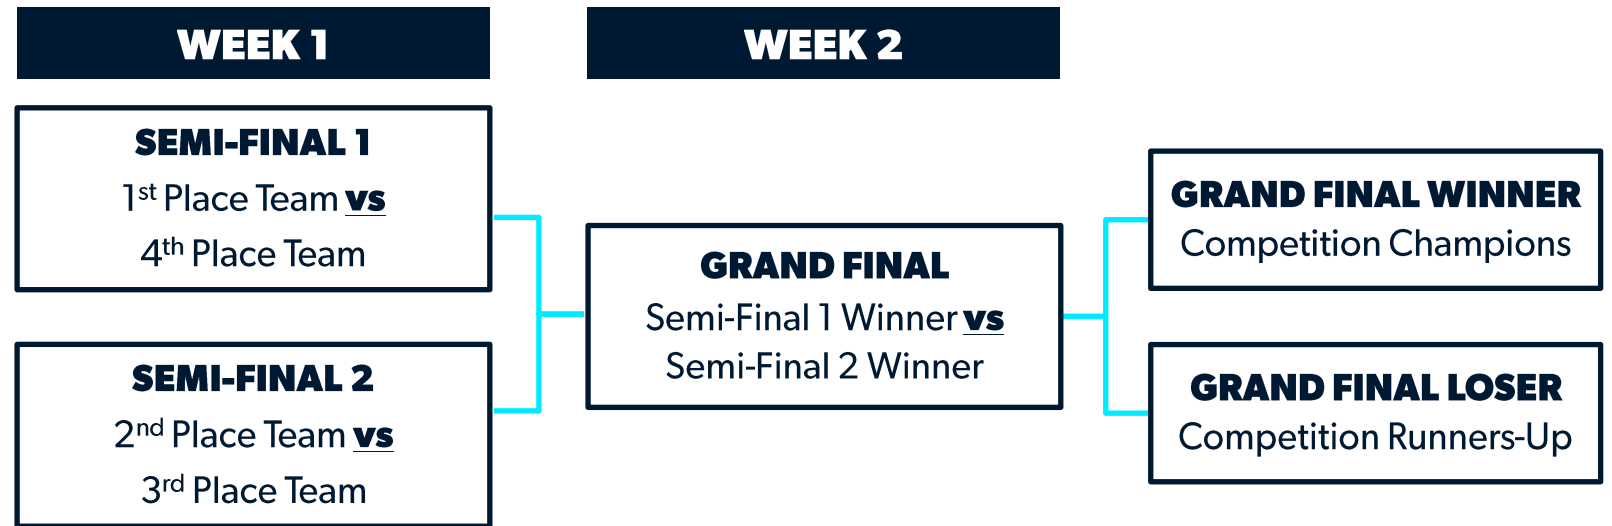 WEEK 1
WEEK 2
SEMI-FINAL 1
1st Place Team vs
4th Place Team
SEMI-FINAL 2
2nd Place Team vs
3rd Place Team
GRAND FINAL
Semi-Final 1 Winner vs
Semi-Final 2 Winner
GRAND FINAL WINNER
Competition Champions
GRAND FINAL LOSER
Competition Runners-Up